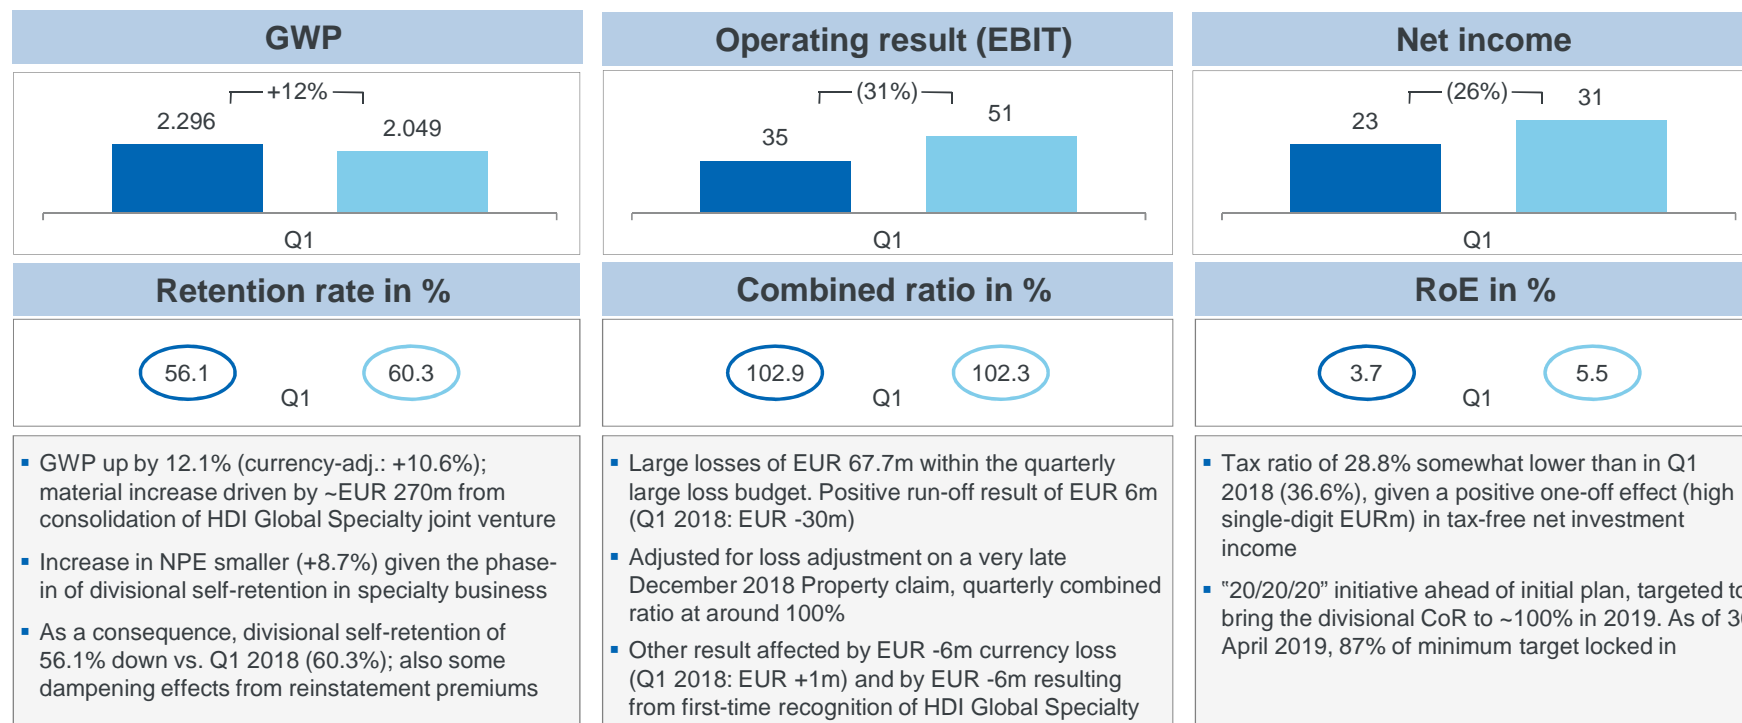 GWP
+12%
2.296
2.049
Q1
Operating result (EBIT)
(31%)
35
51
Q1
Net income
(26%)
23
31
Q1
Retention rate in %
56.1
60.3
Q1
Combined ratio in %
102.9
102.3
Q1
RoE in %
3.7
5.5
Q1
▪ GWP up by 12.1% (currency-adj.: +10.6%);
material increase driven by ~EUR 270m from
consolidation of HDI Global Specialty joint venture
▪ Increase in NPE smaller (+8.7%) given the phase-
in of divisional self-retention in specialty business
▪ As a consequence, divisional self-retention of
56.1% down vs. Q1 2018 (60.3%); also some
dampening effects from reinstatement premiums
▪ Large losses of EUR 67.7m within the quarterly
large loss budget. Positive run-off result of EUR 6m
(Q1 2018: EUR -30m)
▪ Adjusted for loss adjustment on a very late
December 2018 Property claim, quarterly combined
ratio at around 100%
▪ Other result affected by EUR -6m currency loss
(Q1 2018: EUR +1m) and by EUR -6m resulting
from first-time recognition of HDI Global Specialty
▪ Tax ratio of 28.8% somewhat lower than in Q1
2018 (36.6%), given a positive one-off effect (high
single-digit EURm) in tax-free net investment
income
▪ "20/20/20" initiative ahead of initial plan, targeted
bring the divisional CoR to ~100% in 2019. As of
April 2019, 87% of minimum target locked in